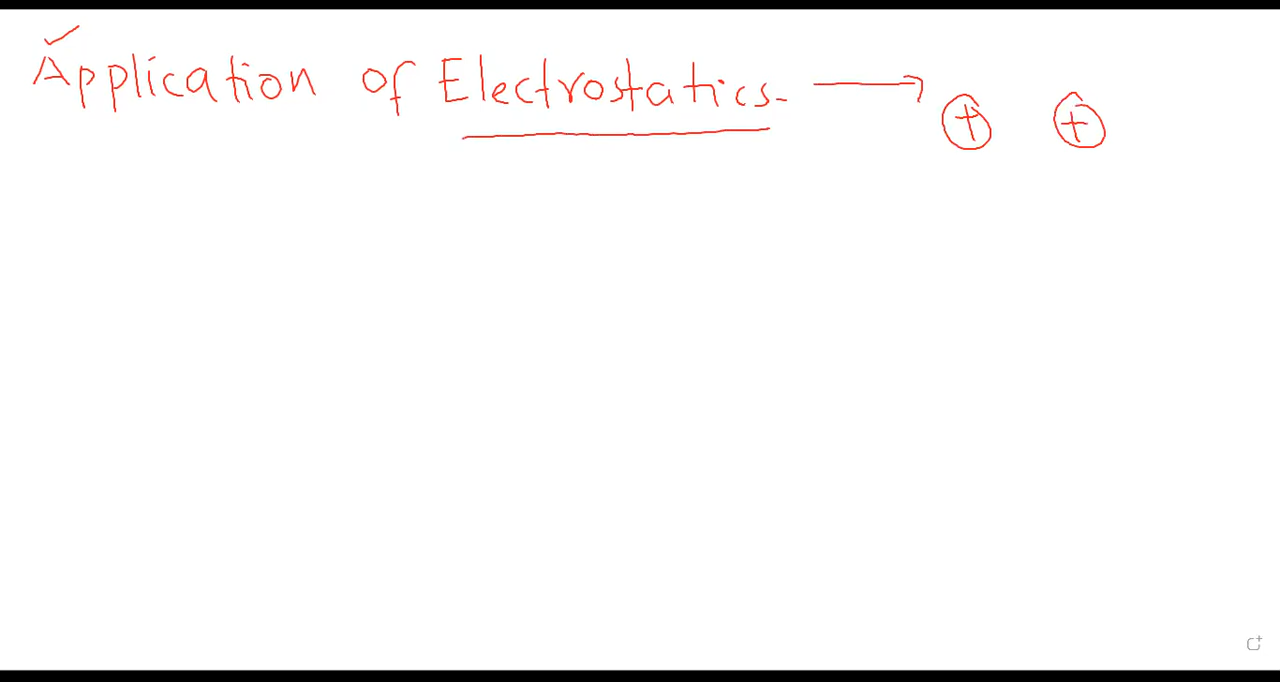 Application of Electrostatics. →
⊕ ⊕